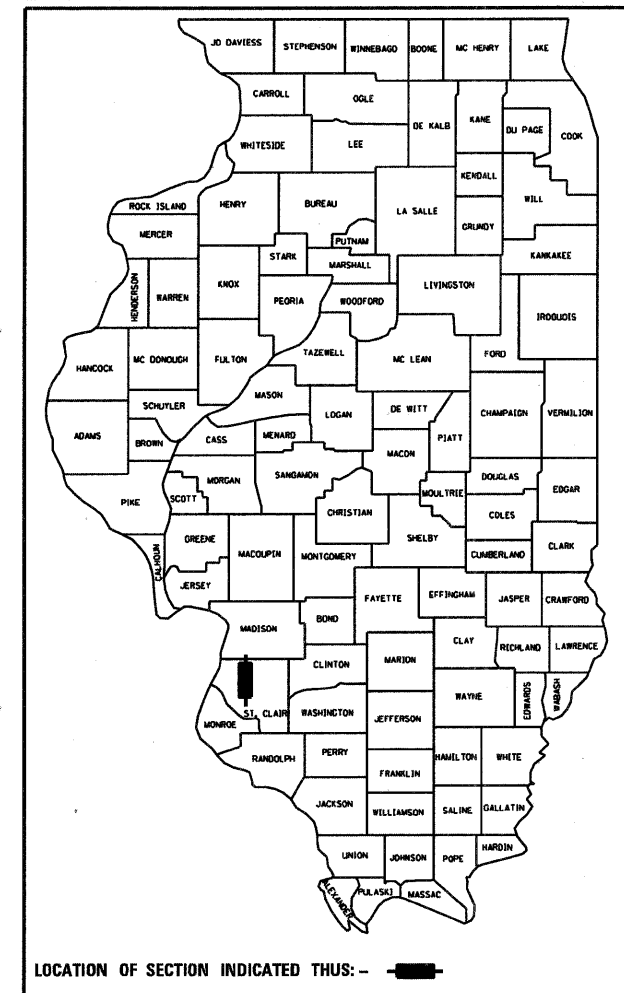 JO DAVIESS STEPHENSON WINNEBAGO BOONE MC HENRY LAKE
CARROLL OGLE DE KALB KANE DU PAGE COOK
WHITESIDE LEE KENDALL WILL
ROCK ISLAND HENRY BUREAU LA SALLE GRUNDY
MERCER PUTNAM KANKAKEE
STARK MARSHALL
HENDERSON WARREN KNOX PEORIA WOODFORD LIVINGSTON IROQUOIS
HANCOCK MC DONOUGH FULTON TAZEWELL MC LEAN FORD
SCHUYLER MASON LOGAN DE WITT CHAMPAIGN VERMILION
ADAMS BROWN CASS MENARD MACON PIATT
PIKE SCOTT MORGAN SANGAMON MOULTRIE DOUGLAS EDGAR
CHRISTIAN COLES
CALHOUN GREENE MACOUPIN MONTGOMERY SHELBY CUMBERLAND CLARK
JERSEY FAYETTE EFFINGHAM JASPER CRAWFORD
MADISON BOND
CLINTON MARION CLAY RICHLAND LAWRENCE
MONROE ST. CLAIR WASHINGTON JEFFERSON WAYNE EDWARDS WABASH
RANDOLPH PERRY HAMILTON WHITE
FRANKLIN
JACKSON WILLIAMSON SALINE GALLATIN
UNION JOHNSON POPE HARDIN
ALEXANDER PULASKI MASSAC
LOCATION OF SECTION INDICATED THUS: –